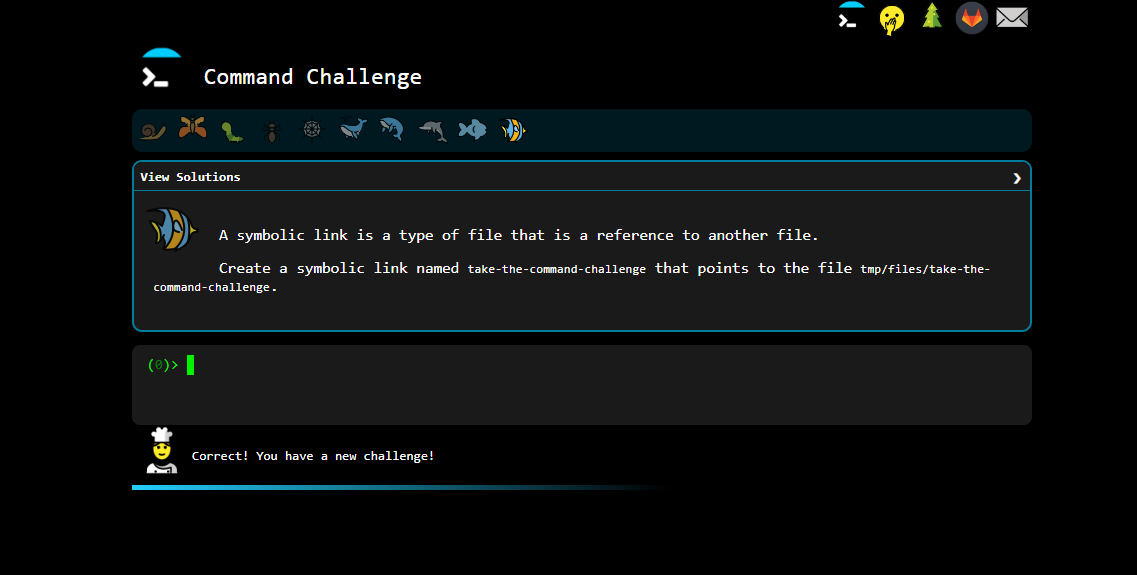 Command Challenge
View Solutions
A symbolic link is a type of file that is a reference to another file.
Create a symbolic link named take-the-command-challenge that points to the file tmp/files/take-the-
command-challenge.
(0)>
Correct! You have a new challenge!